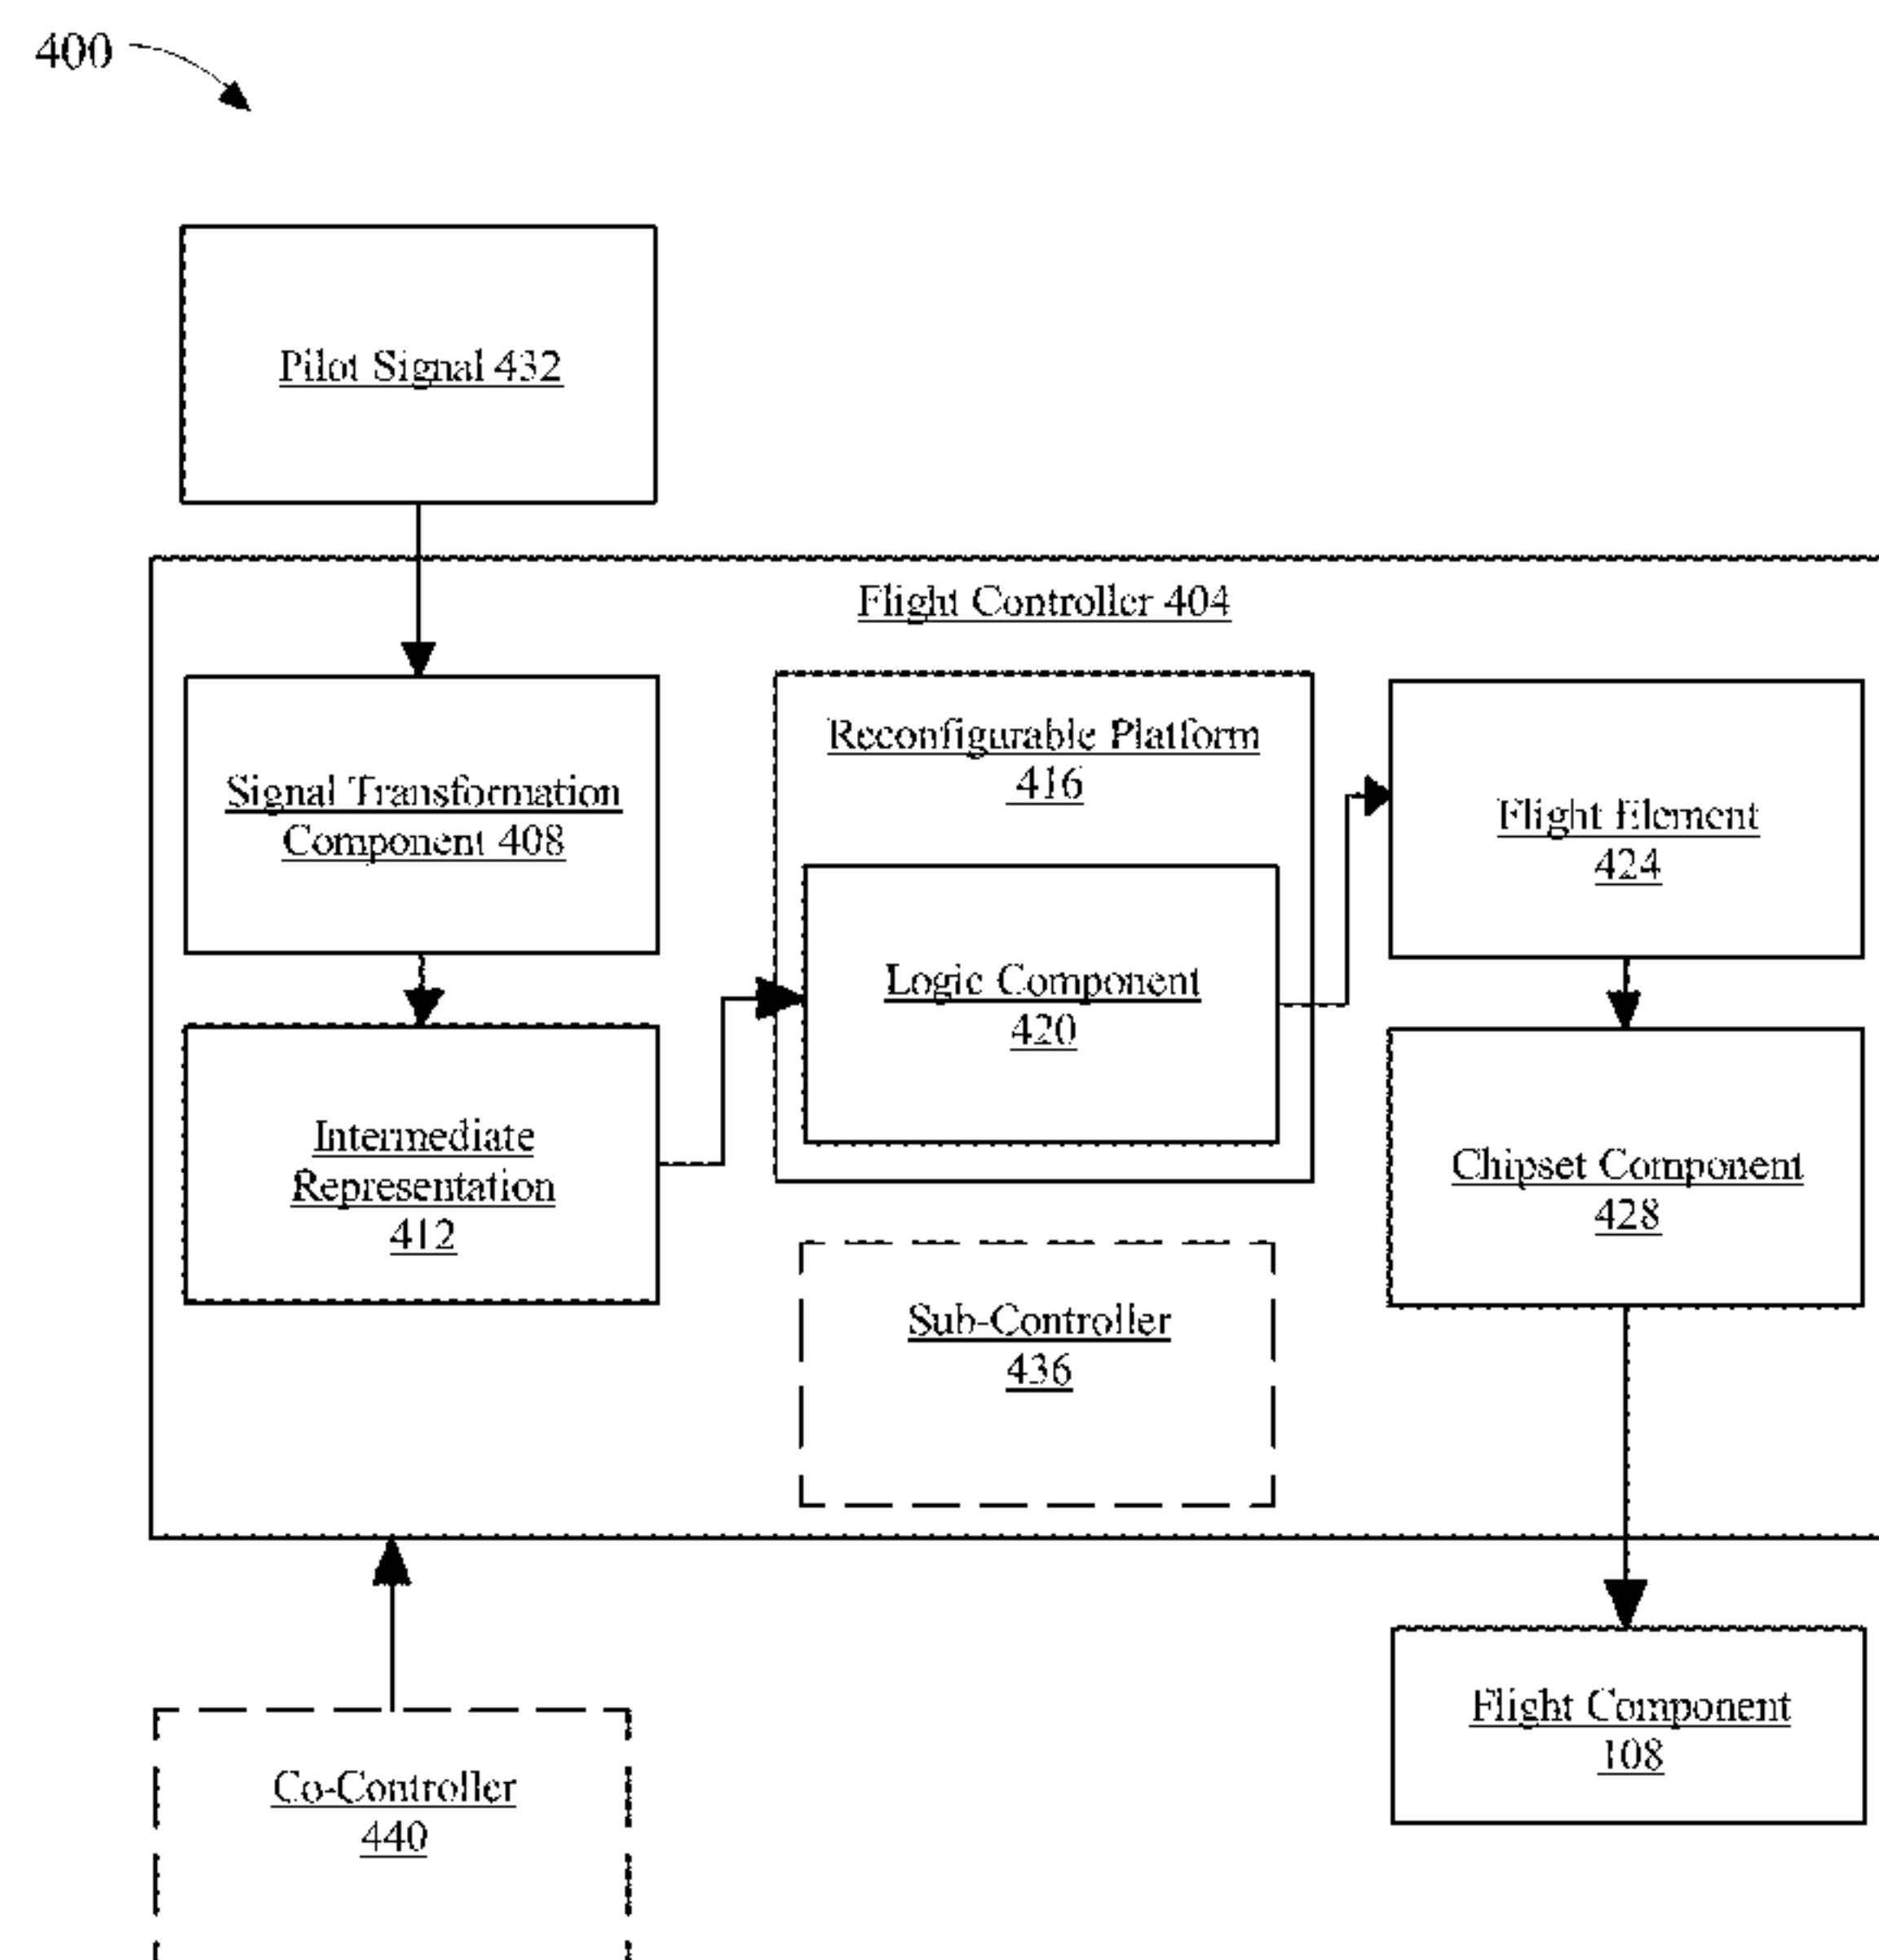 400
Pilot Signal 432
Flight Controller 404
Signal Transformation
Component 408
Reconfigurable Platform
416
Flight Element
424
Logic Component
420
Intermediate
Representation
412
Chipset Component
428
Sub-Controller
436
Flight Component
108
Co-Controller
440